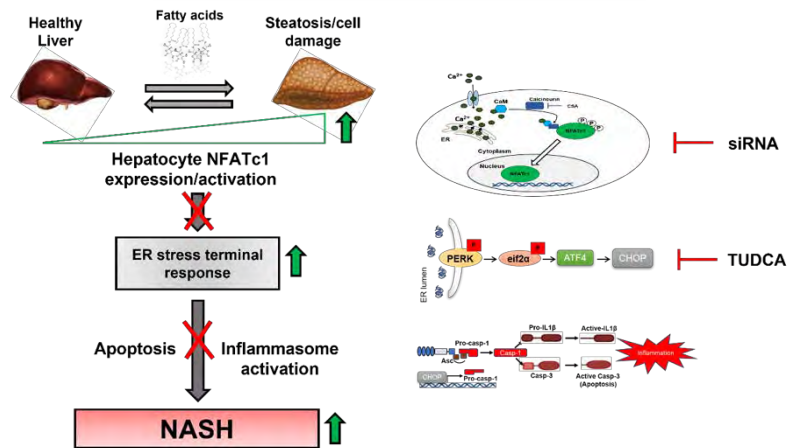 Healthy
Liver
Fatty acids
Steatosis/cell
damage
Hepatocyte NFATc1
expression/activation
ER stress terminal
response
Apoptosis
Inflammasome
activation
NASH
Ca²⁺
CaM
Calcineurin
CsA
Ca²⁺
ER
P
P
P
NFATc1
Cytoplasm
Nucleus
NFATc1
siRNA
ER lumen
P
P
PERK
eif2α
ATF4
CHOP
TUDCA
Pro-casp-1
Asc
Casp-1
Pro-IL1β
Active-IL1β
Inflammation
CHOP
Pro-casp-1
Casp-3
Active Casp-3
(Apoptosis)